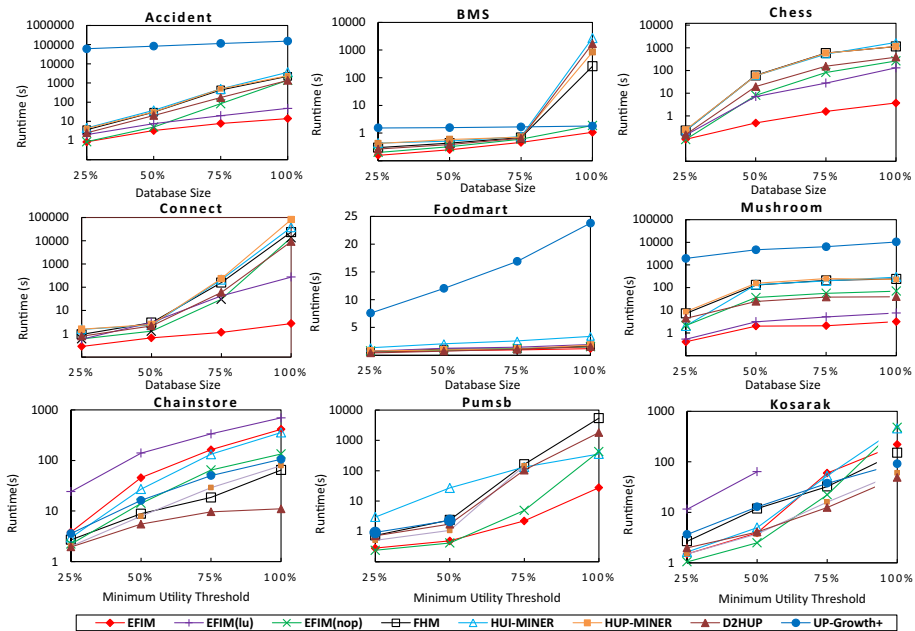 Accident
BMS
Chess
Runtime (s)
1000000
100000
10000
1000
100
10
1
25%
50%
75%
100%
Database Size
Runtime (s)
10000
1000
100
10
1
25%
50%
75%
100%
Database Size
Runtime (s)
10000
1000
100
10
1
25%
50%
75%
100%
Database Size
Connect
Foodmart
Mushroom
Runtime (s)
100000
10000
1000
100
10
1
25%
50%
75%
100%
Database Size
Runtime(s)
25
20
15
10
5
25%
50%
75%
100%
Database Size
Runtime(s)
100000
10000
1000
100
10
1
25%
50%
75%
100%
Database Size
Chainstore
Pumsb
Kosarak
Runtime(s)
1000
100
10
1
25%
50%
75%
100%
Minimum Utility Threshold
Runtime(s)
10000
1000
100
10
1
25%
50%
75%
100%
Minimum Utility Threshold
Runtime(s)
1000
100
10
1
25%
50%
75%
100%
Minimum Utility Threshold
EFIM EFIM(lu) EFIM(nop) FHM HUI-MINER HUP-MINER D2HUP UP-Growth+